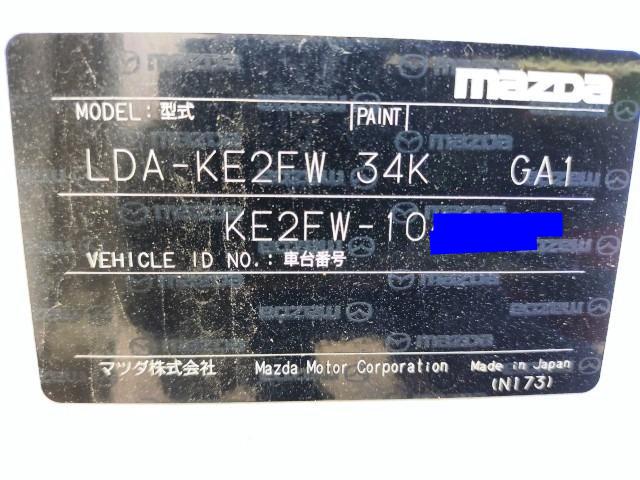 mazda
MODEL: 型式 PAINT
LDA-KE2FW 34K GA1
KE2FW-10
VEHICLE ID NO.: 車台番号
マツダ株式会社 Mazda Motor Corporation Made in Japan
(N173)